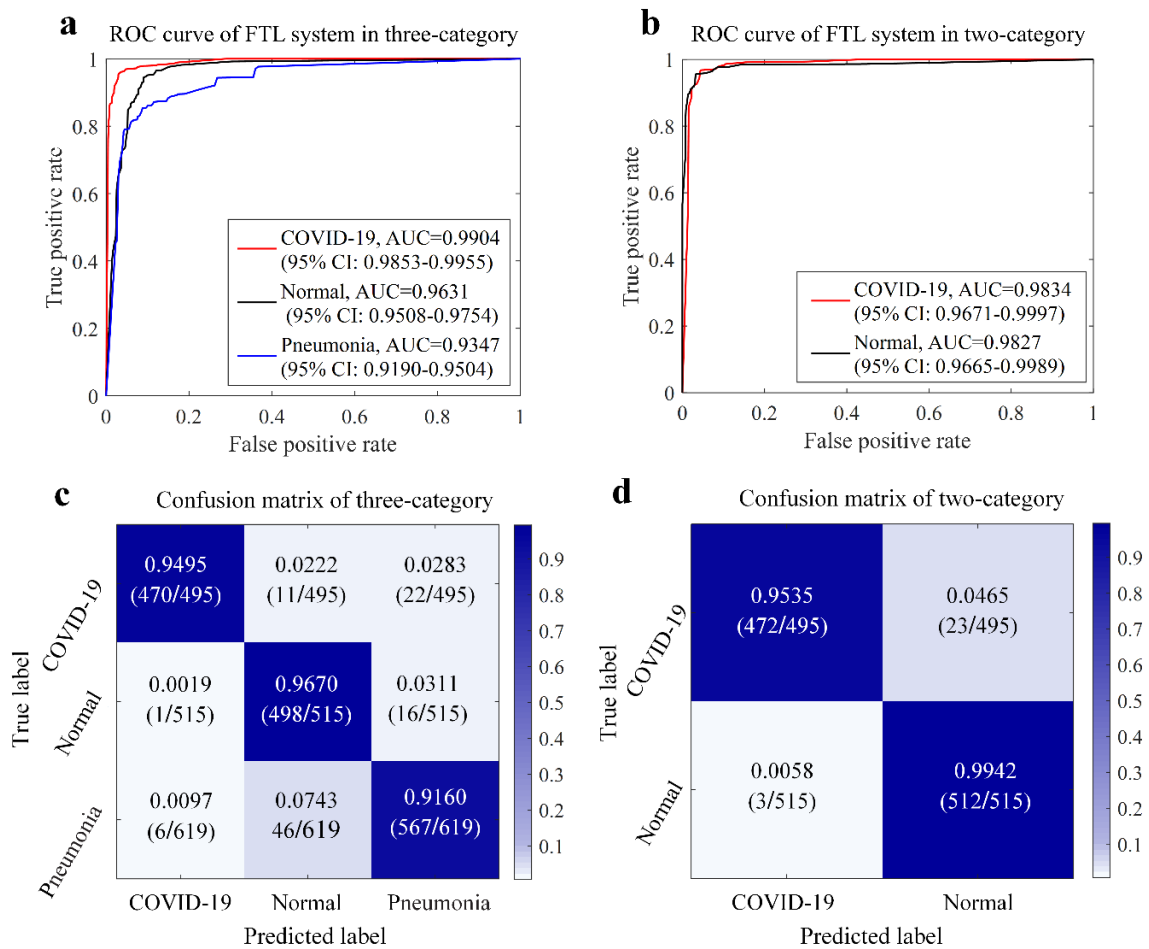 a
ROC curve of FTL system in three-category
1
0.8
0.6
0.4
0.2
0
0
0.2
0.4
0.6
0.8
1
True positive rate
False positive rate
COVID-19, AUC=0.9904
(95% CI: 0.9853-0.9955)
Normal, AUC=0.9631
(95% CI: 0.9508-0.9754)
Pneumonia, AUC=0.9347
(95% CI: 0.9190-0.9504)
b
ROC curve of FTL system in two-category
1
0.8
0.6
0.4
0.2
0
0
0.2
0.4
0.6
0.8
1
True positive rate
False positive rate
COVID-19, AUC=0.9834
(95% CI: 0.9671-0.9997)
Normal, AUC=0.9827
(95% CI: 0.9665-0.9989)
c
Confusion matrix of three-category
True label
COVID-19
0.9495
(470/495)
0.0222
(11/495)
0.0283
(22/495)
Normal
0.0019
(1/515)
0.9670
(498/515)
0.0311
(16/515)
Pneumonia
0.0097
(6/619)
0.0743
46/619
0.9160
(567/619)
COVID-19
Normal
Pneumonia
Predicted label
0.9
0.8
0.7
0.6
0.5
0.4
0.3
0.2
0.1
d
Confusion matrix of two-category
True label
COVID-19
0.9535
(472/495)
0.0465
(23/495)
Normal
0.0058
(3/515)
0.9942
(512/515)
COVID-19
Normal
Predicted label
0.9
0.8
0.7
0.6
0.5
0.4
0.3
0.2
0.1